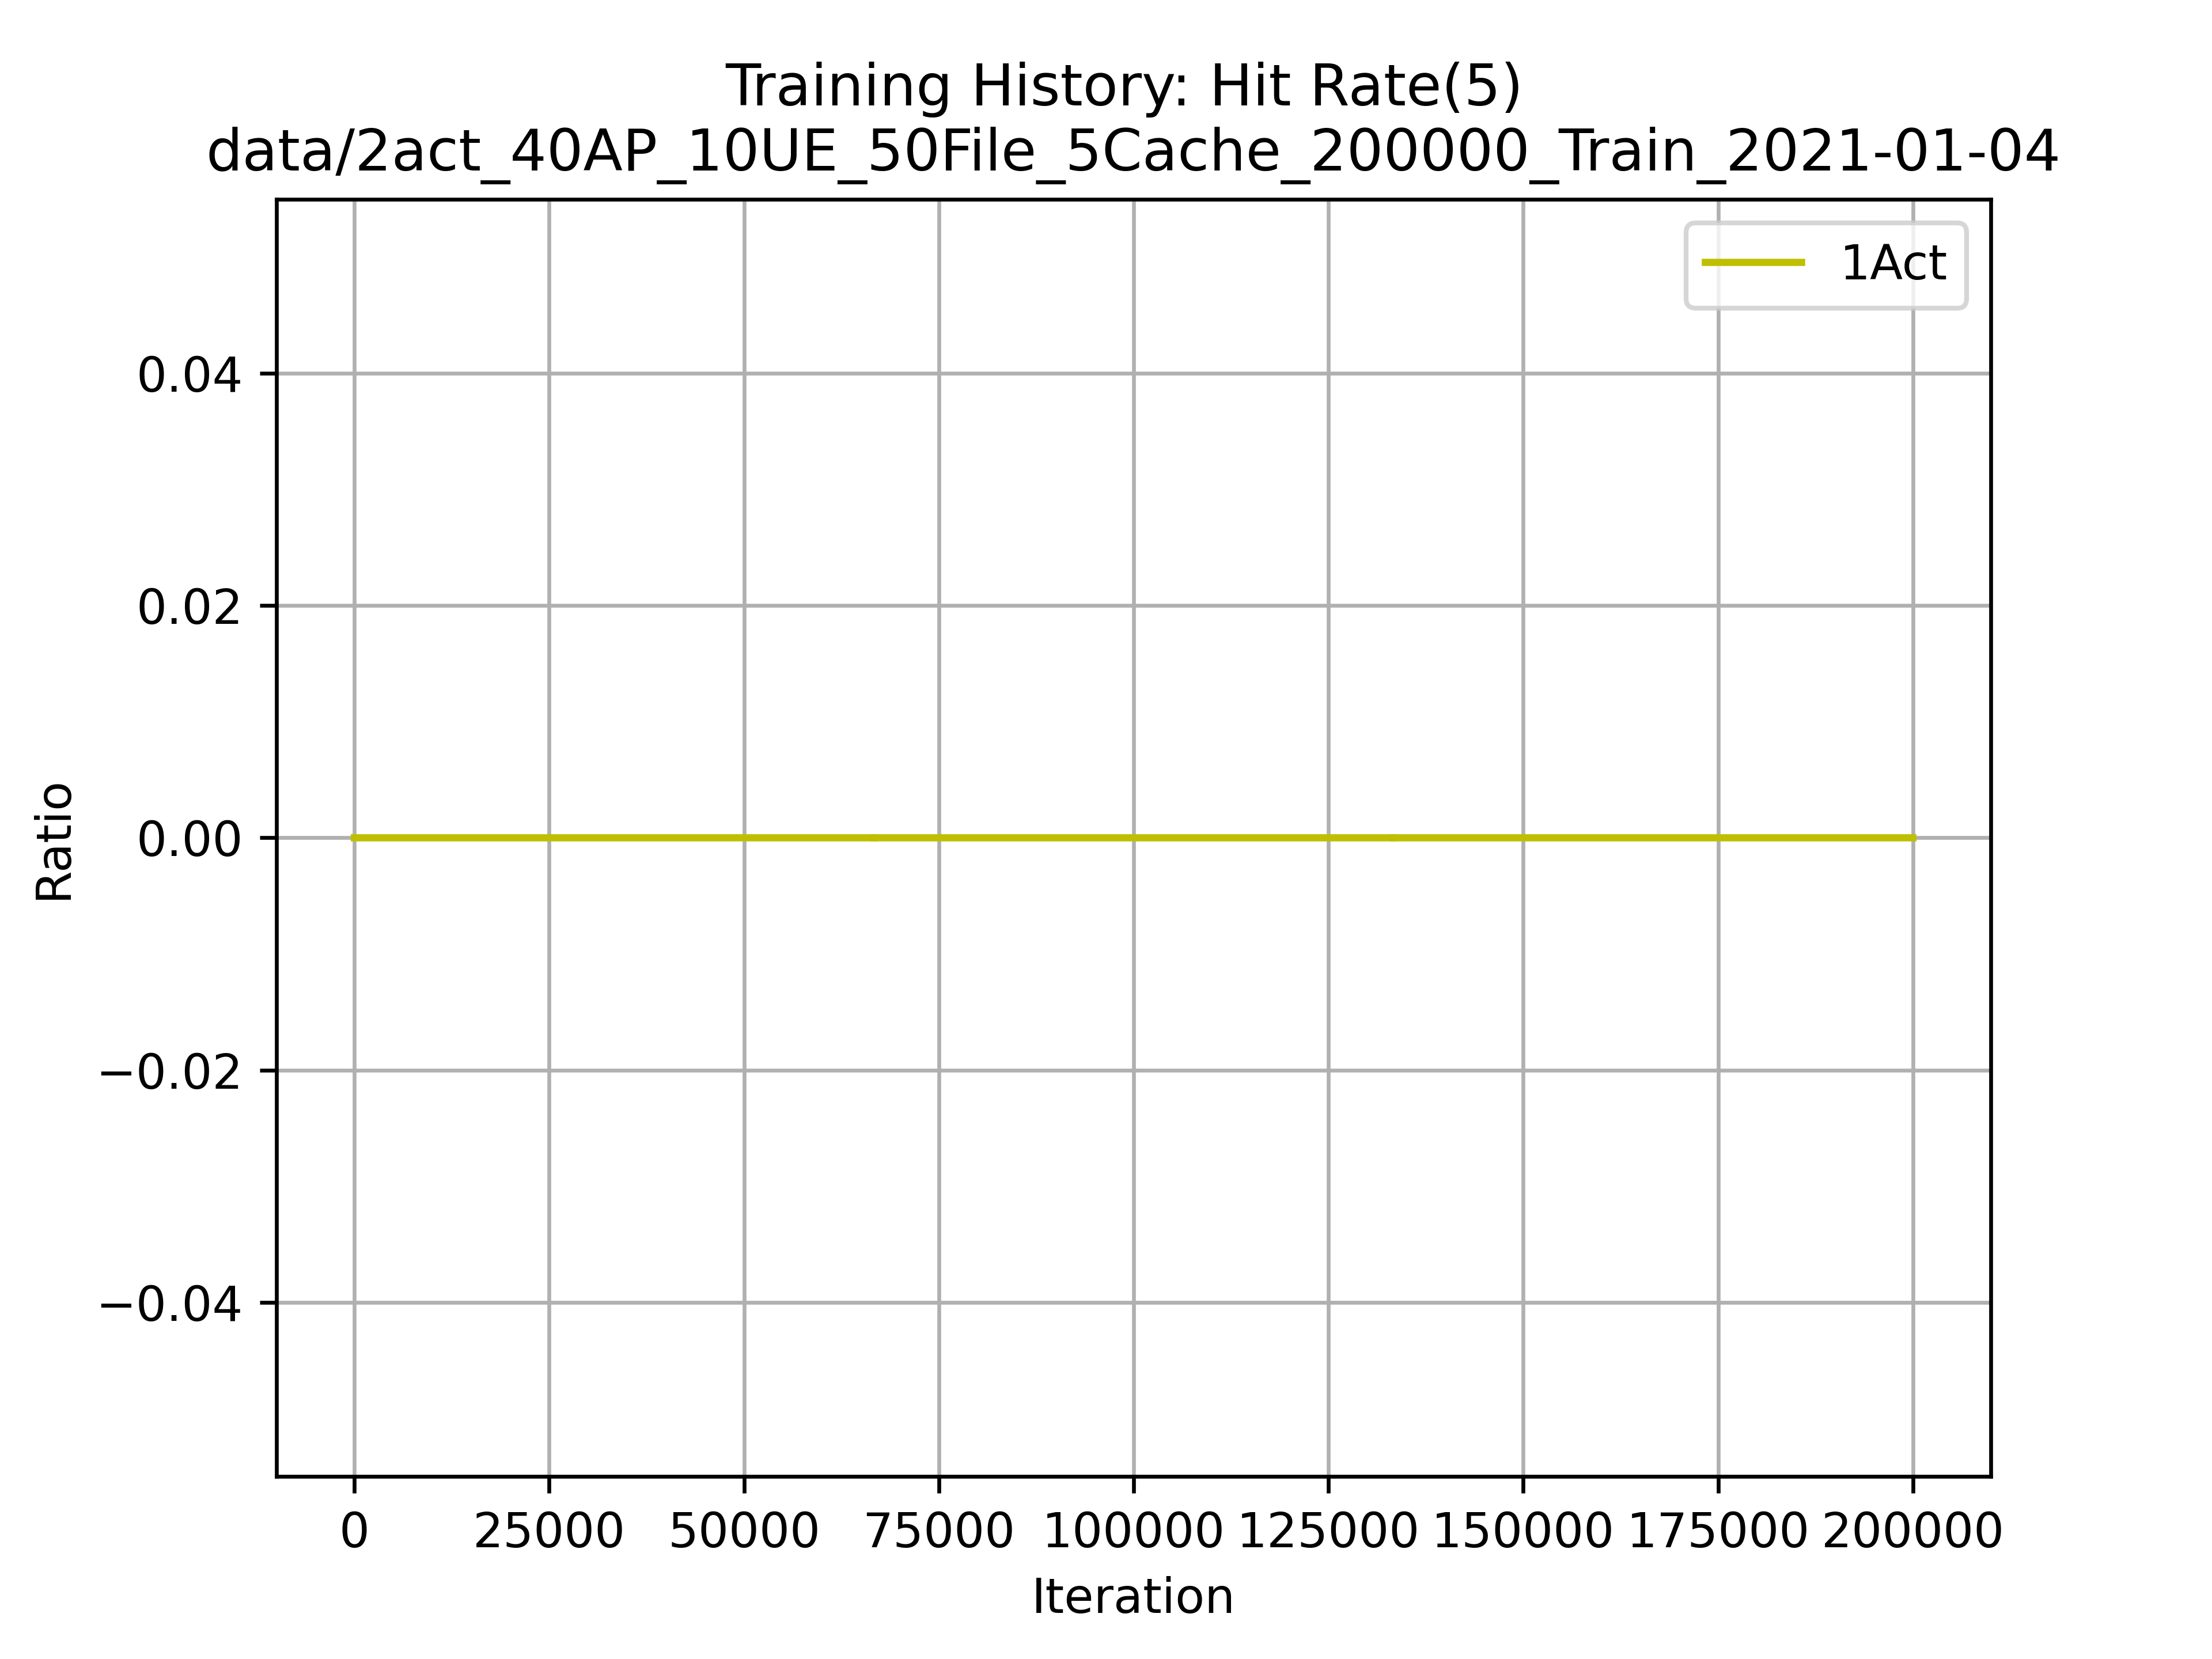 Training History: Hit Rate(5)
data/2act_40AP_10UE_50File_5Cache_200000_Train_2021-01-04
1Act
0.04
0.02
0.00
−0.02
−0.04
Ratio
0 25000 50000 75000 100000 125000 150000 175000 200000
Iteration